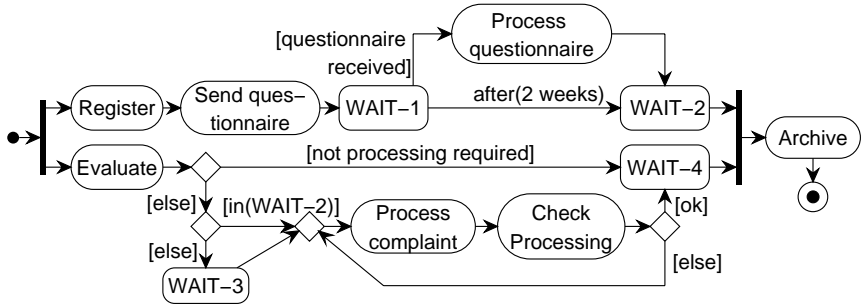 Process
questionnaire
[questionnaire
received]
Register
Send ques-
tionnaire
WAIT-1
after(2 weeks)
WAIT-2
Archive
Evaluate
[not processing required]
WAIT-4
[else]
[in(WAIT-2)]
Process
complaint
Check
Processing
[ok]
[else]
[else]
WAIT-3